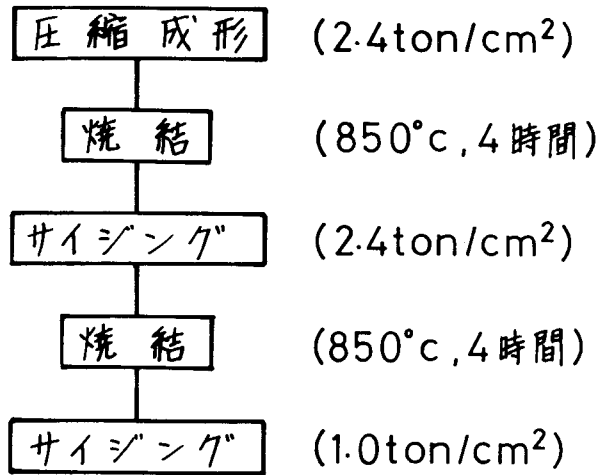 圧縮成形 (2.4ton/cm²)
焼結 (850°c,4時間)
サイジング (2.4ton/cm²)
焼結 (850°c,4時間)
サイジング (1.0ton/cm²)